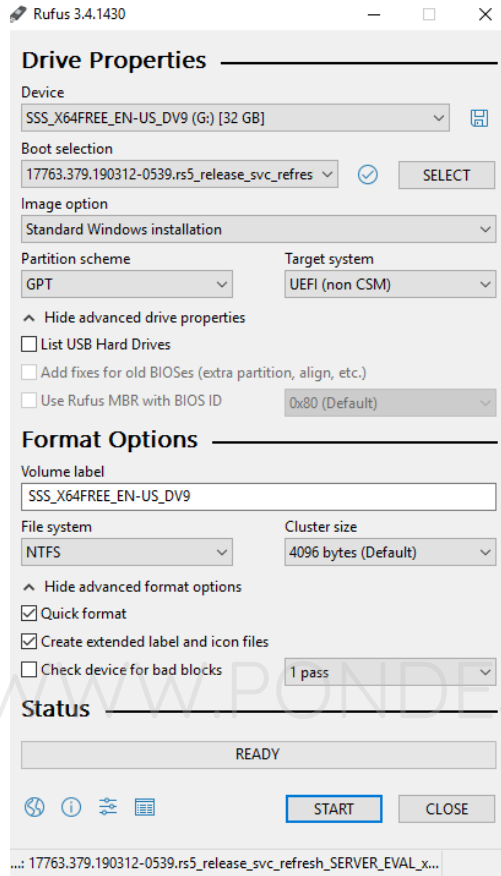 Rufus 3.4.1430
Drive Properties
Device
SSS_X64FREE_EN-US_DV9 (G:) [32 GB]
Boot selection
17763.379.190312-0539.rs5_release_svc_refres
SELECT
Image option
Standard Windows installation
Partition scheme Target system
GPT UEFI (non CSM)
Hide advanced drive properties
List USB Hard Drives
Add fixes for old BIOSes (extra partition, align, etc.)
Use Rufus MBR with BIOS ID 0x80 (Default)
Format Options
Volume label
SSS_X64FREE_EN-US_DV9
File system Cluster size
NTFS 4096 bytes (Default)
Hide advanced format options
Quick format
Create extended label and icon files
Check device for bad blocks 1 pass
WWW.PONDE
Status
READY
START CLOSE
...: 17763.379.190312-0539.rs5_release_svc_refresh_SERVER_EVAL_x...